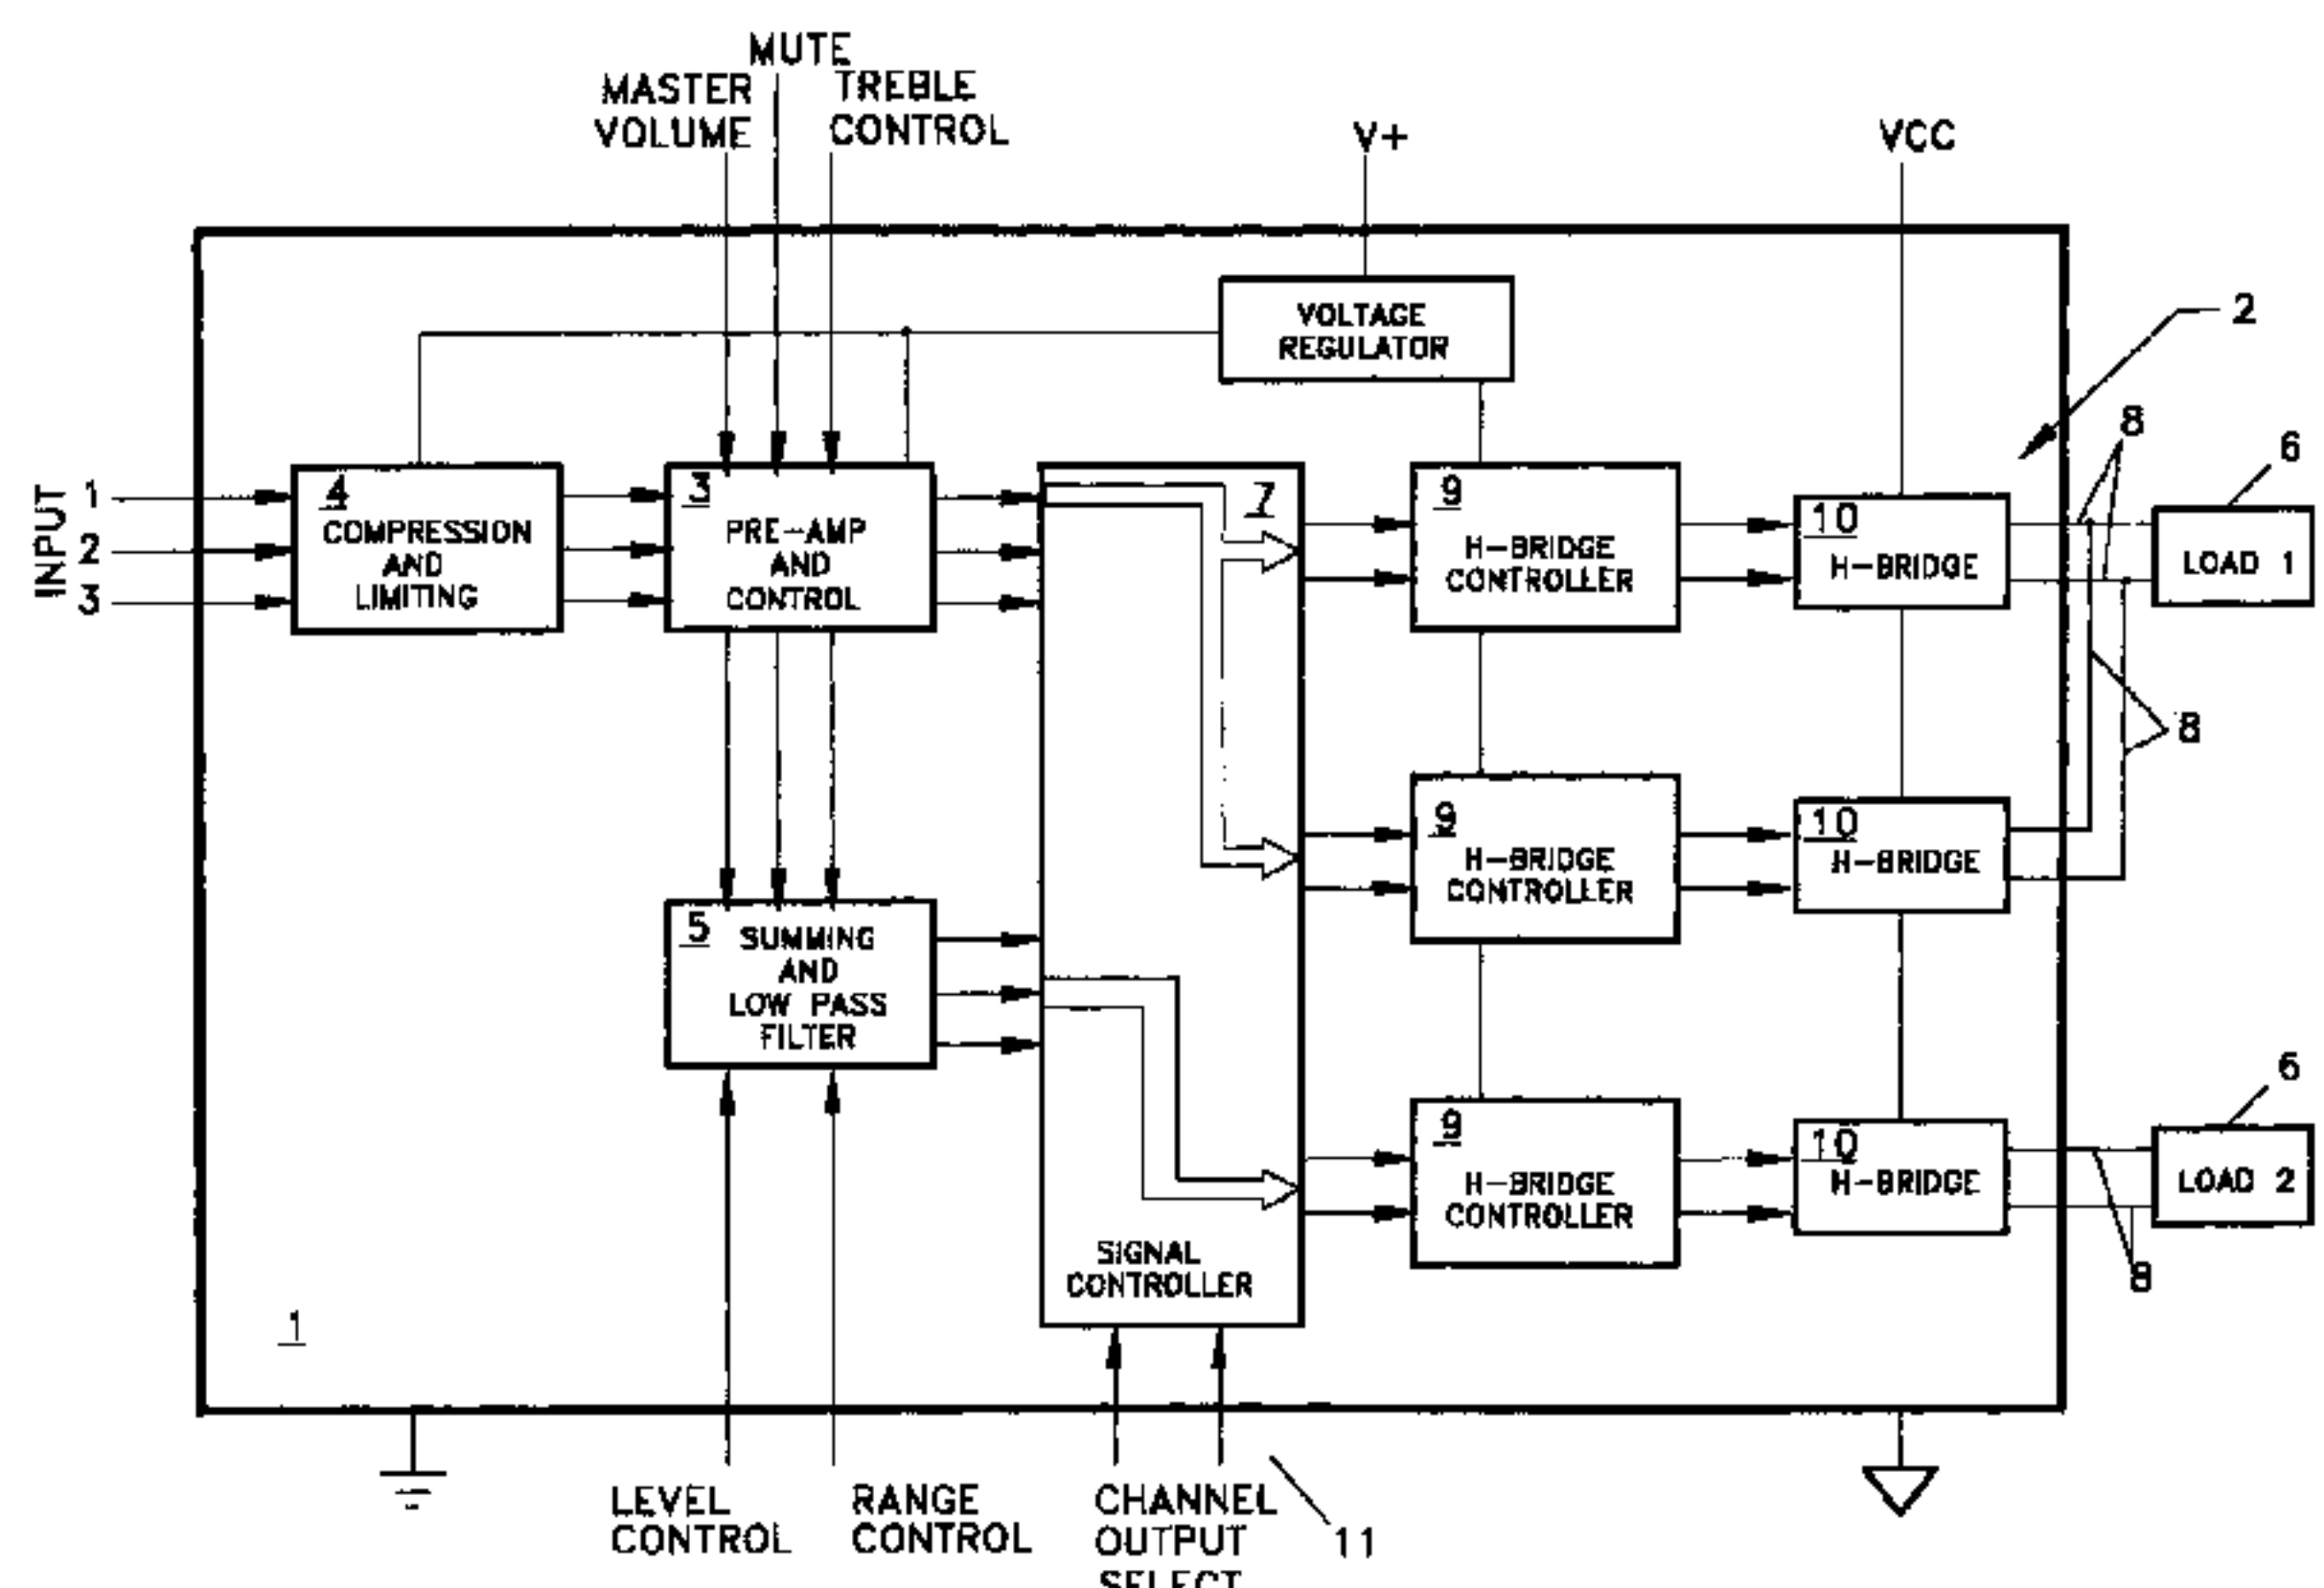 MUTE
MASTER
VOLUME
TREBLE
CONTROL
V+
VCC
VOLTAGE
REGULATOR
2
8
6
INPUT
1
2
3
4
COMPRESSION
AND
LIMITING
3
PRE-AMP
AND
CONTROL
7
9
H-BRIDGE
CONTROLLER
10
H-BRIDGE
LOAD 1
8
9
H-BRIDGE
CONTROLLER
10
H-BRIDGE
5
SUMMING
AND
LOW PASS
FILTER
6
9
H-BRIDGE
CONTROLLER
10
H-BRIDGE
LOAD 2
8
SIGNAL
CONTROLLER
1
LEVEL
CONTROL
RANGE
CONTROL
CHANNEL
OUTPUT
SELECT
11